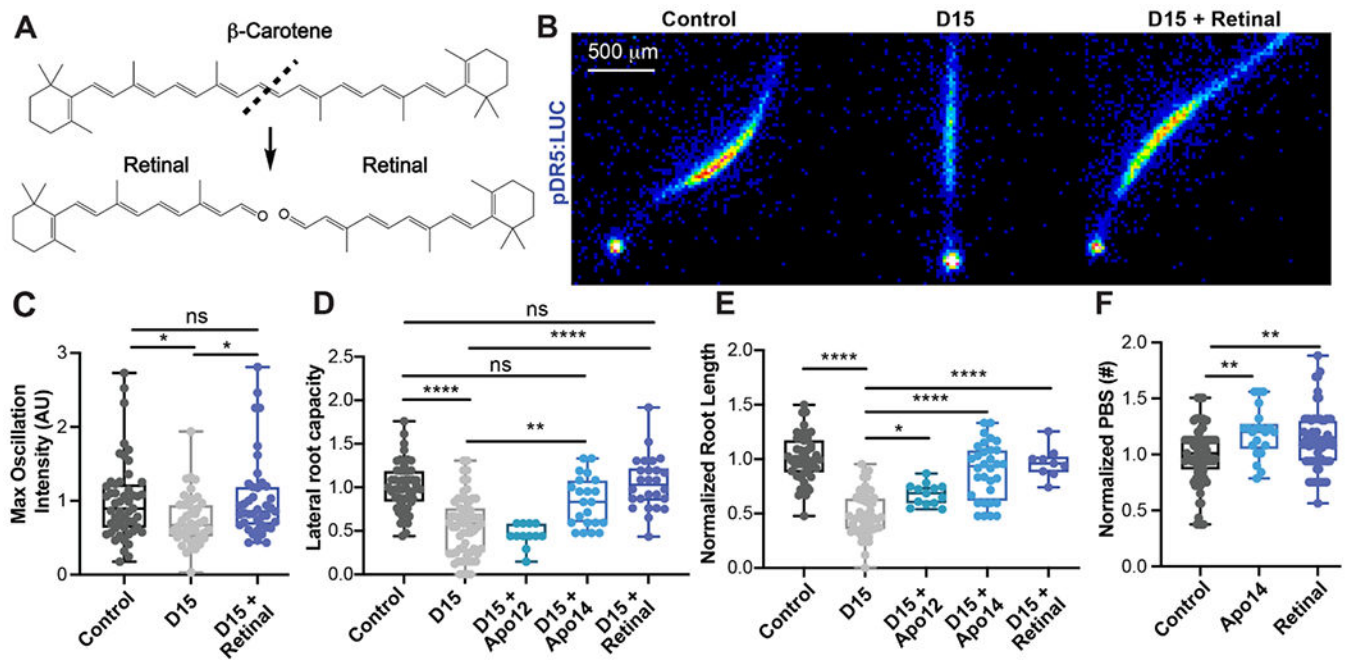 A
β-Carotene
Retinal
Retinal
O
O
B
Control
D15
D15 + Retinal
500 μm
pDR5:LUC
C
Max Oscillation
Intensity (AU)
3
2
1
0
ns
*
*
Control
D15
D15 +
Retinal
D
Lateral root capacity
2.5
2.0
1.5
1.0
0.5
0.0
ns
****
ns
****
**
Control
D15
D15 +
Apo12
D15 +
Apo14
D15 +
Retinal
E
Normalized Root Length
2.0
1.5
1.0
0.5
0.0
****
****
****
*
Control
D15
D15 +
Apo12
D15 +
Apo14
D15 +
Retinal
F
Normalized PBS (#)
2.0
1.5
1.0
0.5
0.0
**
**
Control
Apo14
Retinal